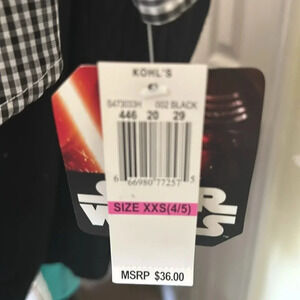 KOHL'S
S473033H 002 BLACK
446 20 29
6 66980 77257 5
SIZE XXS(4/5)
STAR
WARS
MSRP $36.00